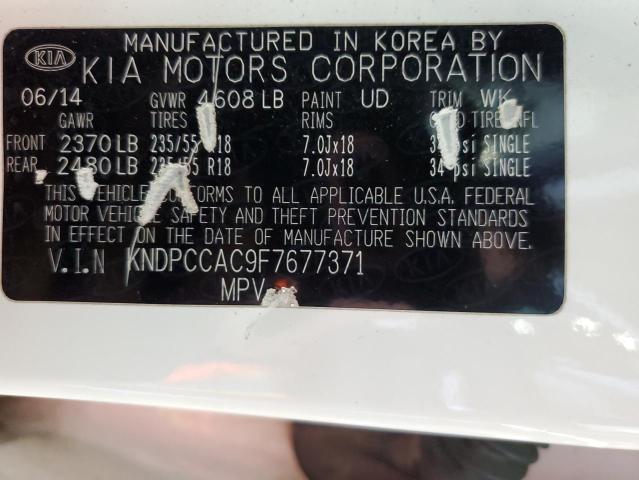 MANUFACTURED IN KOREA BY
KIA KIA MOTORS CORPORATION
06/14 GVWR 4608 LB PAINT UD TRIM WK
GAWR TIRES RIMS COLD TIRE INFL
FRONT 2370 LB 235/55 R18 7.0Jx18 psi SINGLE
REAR 2480 LB 235/55 R18 7.0Jx18 34 psi SINGLE
THIS VEHICLE CONFORMS TO ALL APPLICABLE U.S.A. FEDERAL
MOTOR VEHICLE SAFETY AND THEFT PREVENTION STANDARDS
IN EFFECT ON THE DATE OF MANUFACTURE SHOWN ABOVE.
V.I.N KNDPCCAC9F7677371
MPV